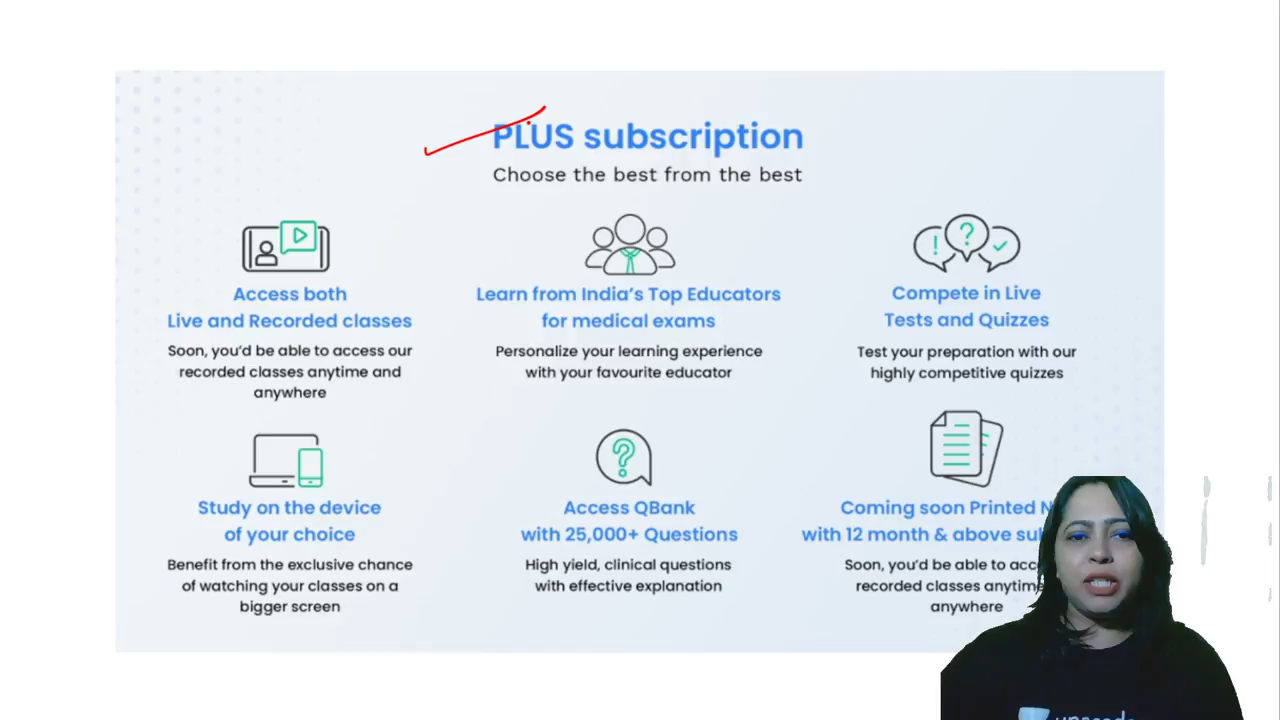 PLUS subscription
Choose the best from the best
Access both
Live and Recorded classes
Soon, you'd be able to access our
recorded classes anytime and
anywhere
Learn from India's Top Educators
for medical exams
Personalize your learning experience
with your favourite educator
Compete in Live
Tests and Quizzes
Test your preparation with our
highly competitive quizzes
Study on the device
of your choice
Benefit from the exclusive chance
of watching your classes on a
bigger screen
Access QBank
with 25,000+ Questions
High yield, clinical questions
with effective explanation
Coming soon Printed
with 12 month & above
Soon, you'd be able to
recorded classes
anywhere